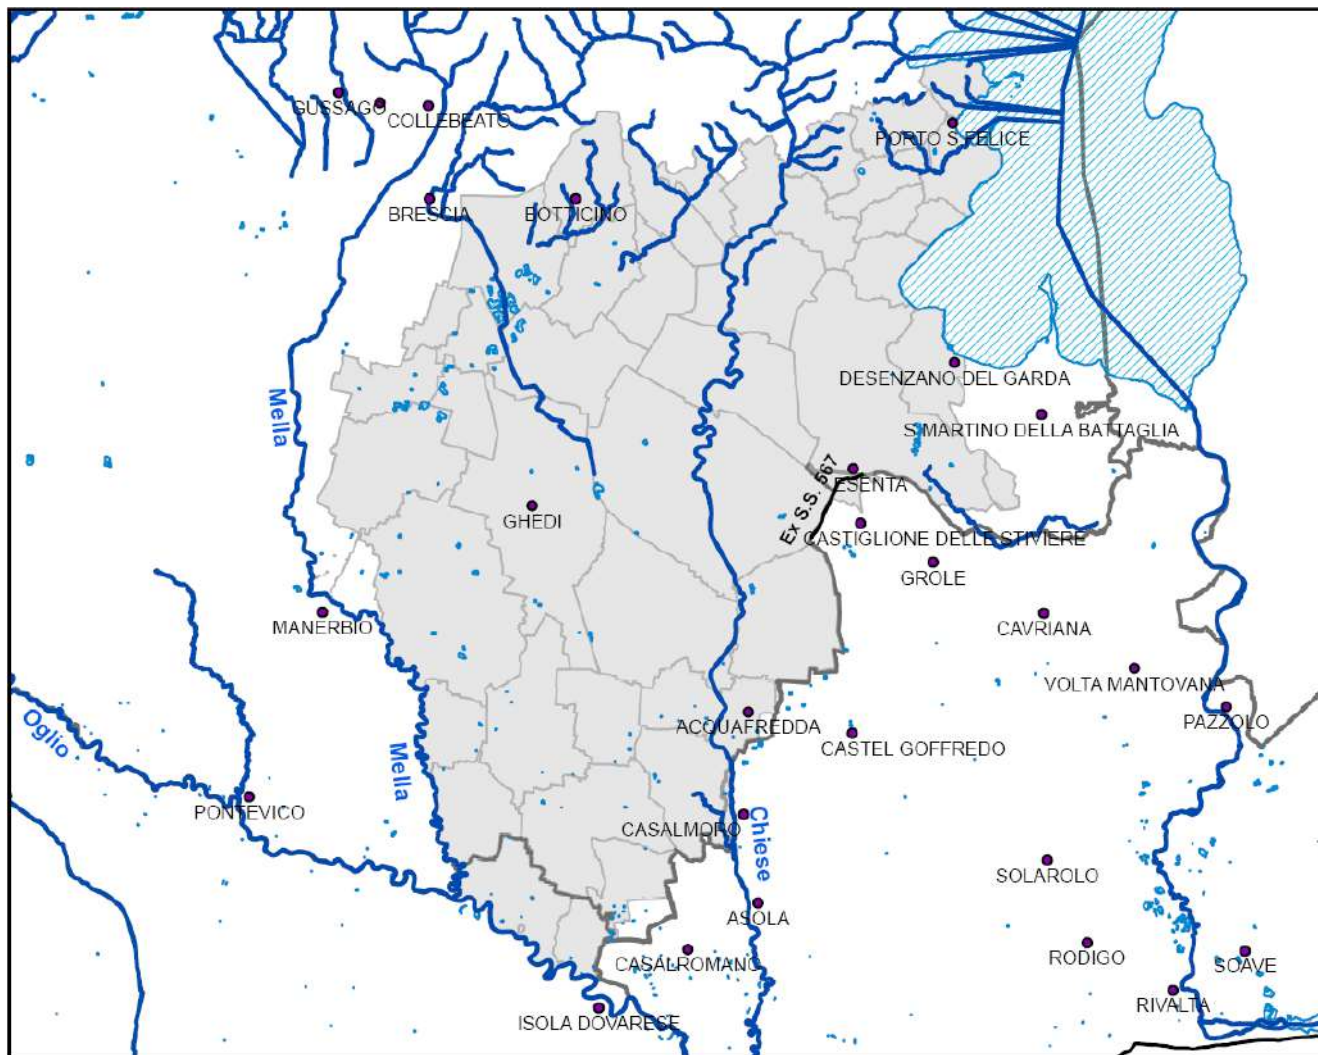 GUSSAGO
COLLEBEATO
PORTO S.FELICE
BRESCIA
BOTTICINO
DESENZANO DEL GARDA
Mella
S.MARTINO DELLA BATTAGLIA
Ex S.S. 567
ESENTA
GHEDI
CASTIGLIONE DELLE STIVIERE
GROLE
MANERBIO
CAVRIANA
VOLTA MANTOVANA
PAZZOLO
Oglio
ACQUAFREDDA
CASTEL GOFFREDO
Mella
PONTEVICO
CASALMORO
Chiese
SOLAROLO
ASOLA
CASALROMANO
RODIGO
SOAVE
RIVALTA
ISOLA DOVARESE